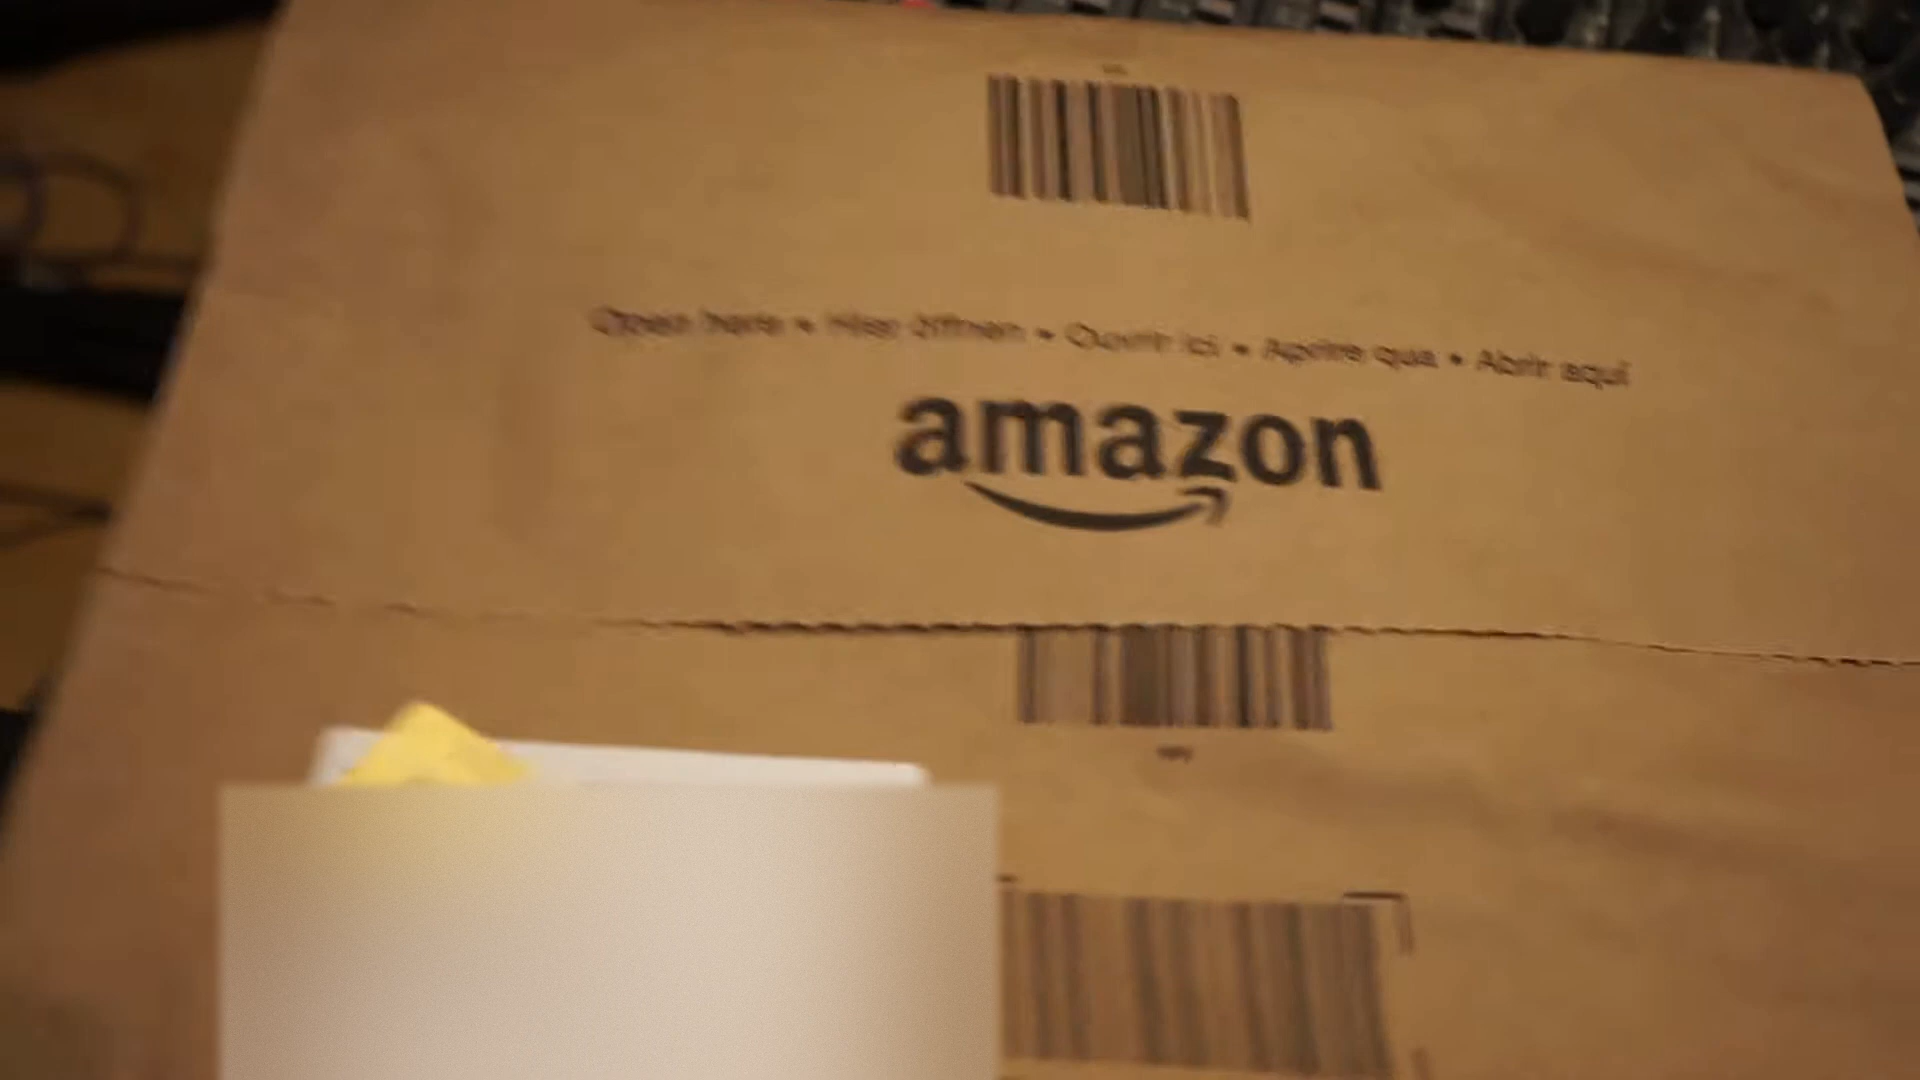 Open here • Hier öffnen • Ouvrir ici • Aprire qua • Abrir aquí
amazon